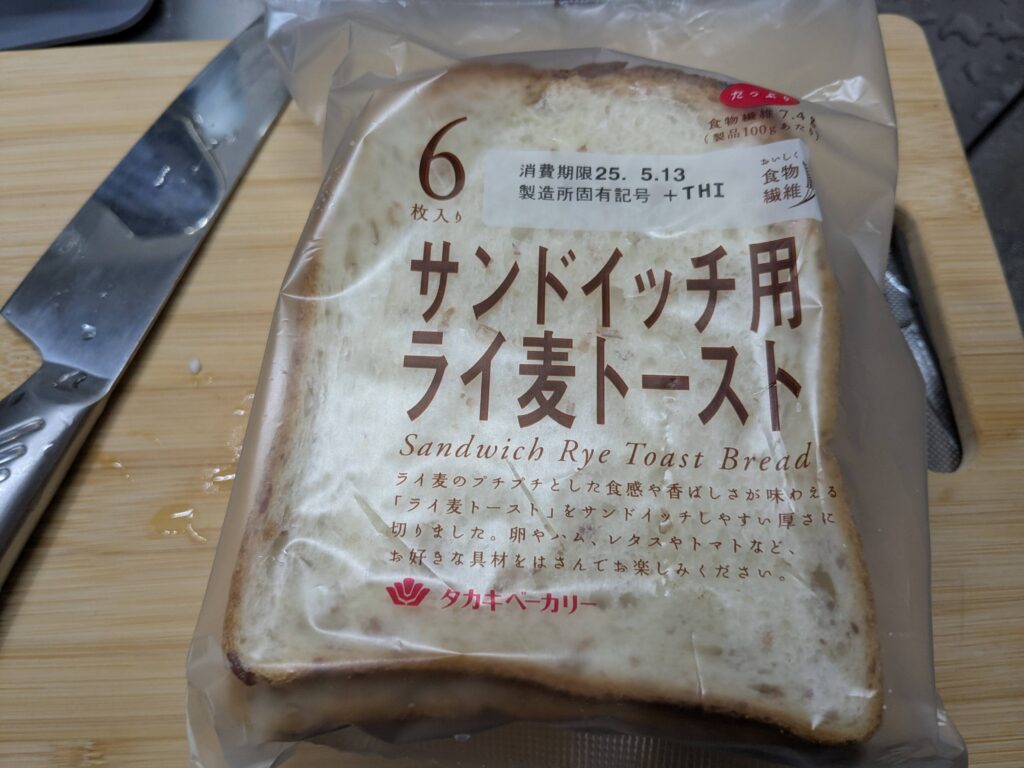 たっぷり
食物繊維7.4g
(製品100gあたり)
6
枚入り
消費期限25. 5.13
製造所固有記号 +THI
おいしく
食物
繊維
サンドイッチ用
ライ麦トースト
Sandwich Rye Toast Bread
ライ麦のプチプチとした食感や香ばしさが味わえる
「ライ麦トースト」をサンドイッチしやすい厚さに
切りました。卵やハム、レタスやトマトなど、
お好きな具材をはさんでお楽しみください。
タカキベーカリー